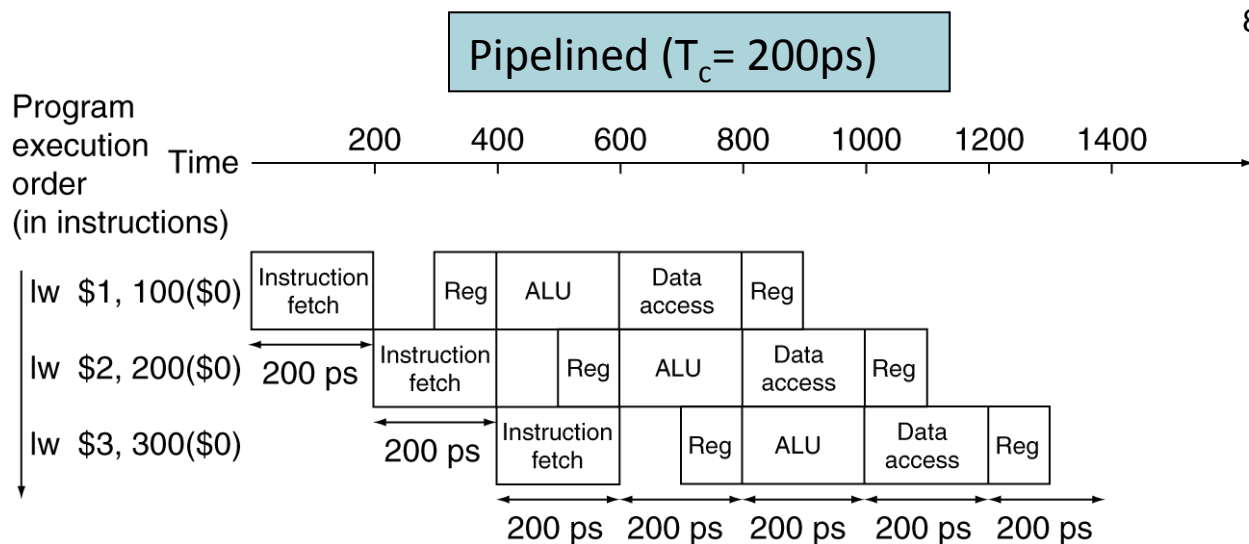 8
Pipelined (Tc= 200ps)
Program
execution
order
(in instructions)
Time
200 400 600 800 1000 1200 1400
lw $1, 100($0)
Instruction
fetch
Reg
ALU
Data
access
Reg
200 ps
lw $2, 200($0)
Instruction
fetch
Reg
ALU
Data
access
Reg
200 ps
lw $3, 300($0)
Instruction
fetch
Reg
ALU
Data
access
Reg
200 ps 200 ps 200 ps 200 ps 200 ps